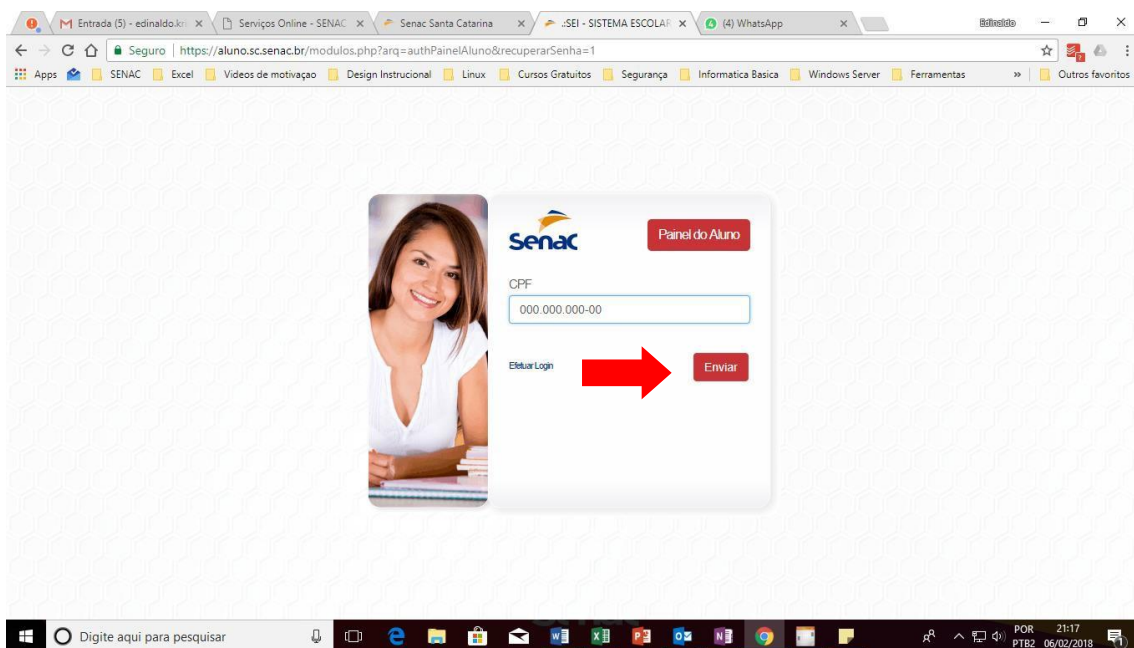 Entrada (5) - edinaldo.kri
Serviços Online - SENAC
Senac Santa Catarina
.:SEI - SISTEMA ESCOLAR
(4) WhatsApp
Edinaldo
Seguro | https://aluno.sc.senac.br/modulos.php?arq=authPainelAluno&recuperarSenha=1
Apps SENAC Excel Videos de motivaçao Design Instrucional Linux Cursos Gratuitos Segurança Informatica Basica Windows Server Ferramentas » Outros favoritos
Senac
Painel do Aluno
CPF
000.000.000-00
Efetuar Login
Enviar
Digite aqui para pesquisar
POR 21:17
PTB2 06/02/2018